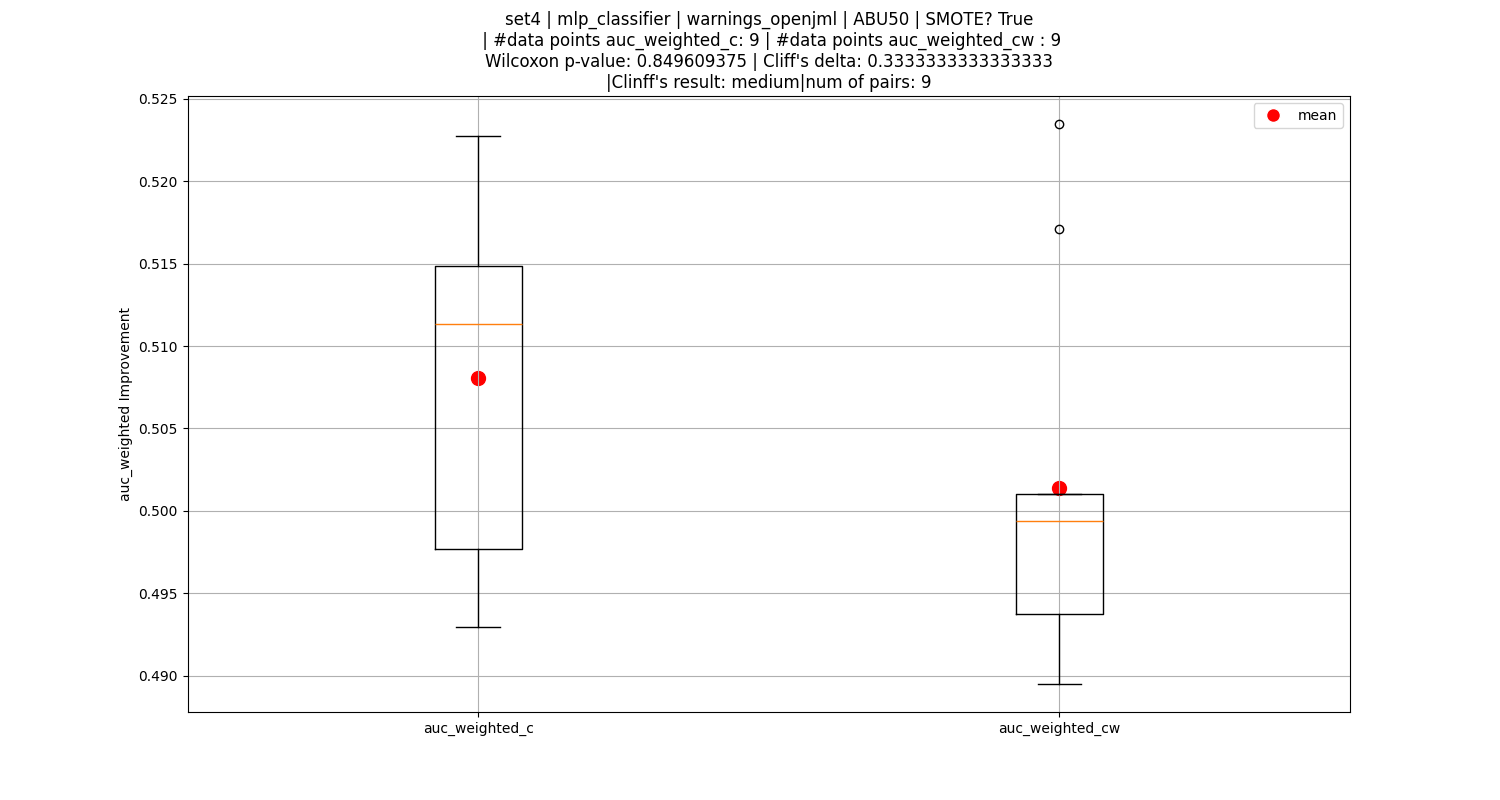 set4 | mlp_classifier | warnings_openjml | ABU50 | SMOTE? True
| #data points auc_weighted_c: 9 | #data points auc_weighted_cw : 9
Wilcoxon p-value: 0.849609375 | Cliff's delta: 0.3333333333333333
|Clinff's result: medium|num of pairs: 9
0.525
mean
0.520
0.515
0.510
auc_weighted Improvement
0.505
0.500
0.495
0.490
auc_weighted_c
auc_weighted_cw